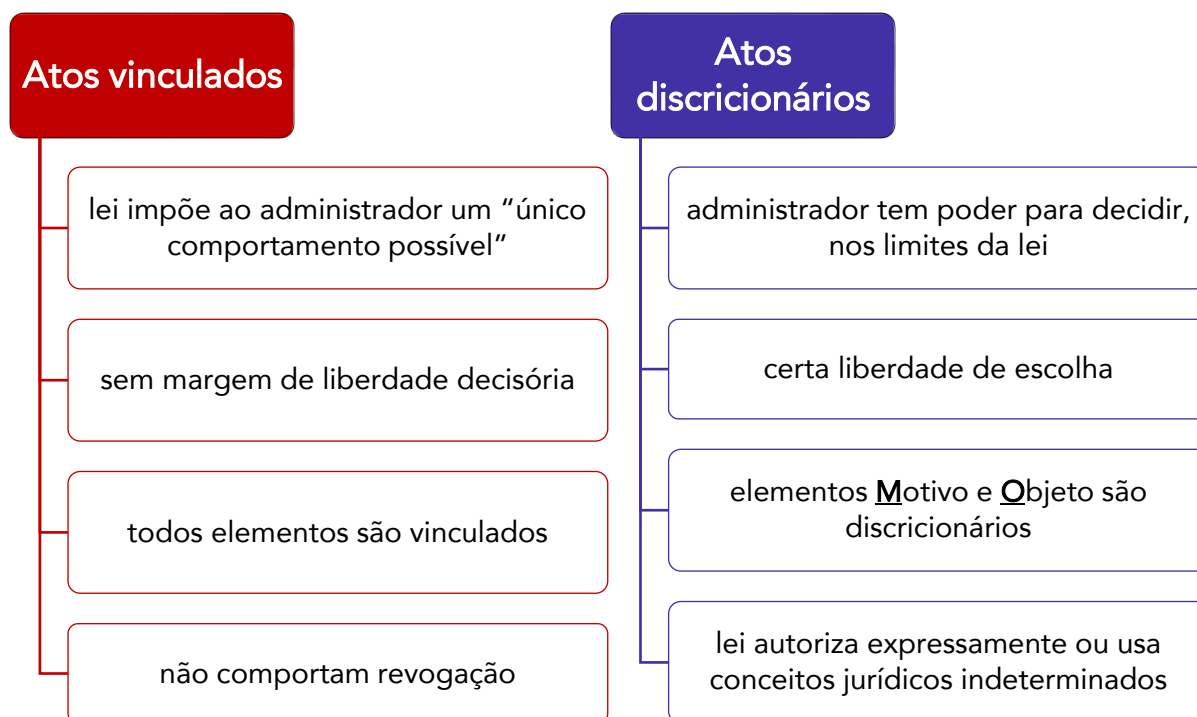 Atos vinculados
lei impõe ao administrador um “único
comportamento possível”
sem margem de liberdade decisória
todos elementos são vinculados
não comportam revogação
Atos
discricionários
administrador tem poder para decidir,
nos limites da lei
certa liberdade de escolha
elementos Motivo e Objeto são
discricionários
lei autoriza expressamente ou usa
conceitos jurídicos indeterminados